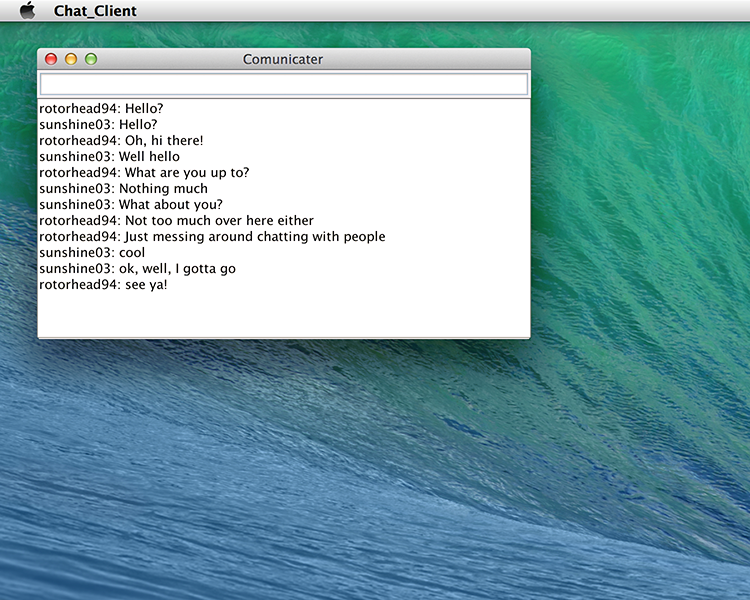 Chat_Client
Comunicater
rotorhead94: Hello?
sunshine03: Hello?
rotorhead94: Oh, hi there!
sunshine03: Well hello
rotorhead94: What are you up to?
sunshine03: Nothing much
sunshine03: What about you?
rotorhead94: Not too much over here either
rotorhead94: Just messing around chatting with people
sunshine03: cool
sunshine03: ok, well, I gotta go
rotorhead94: see ya!